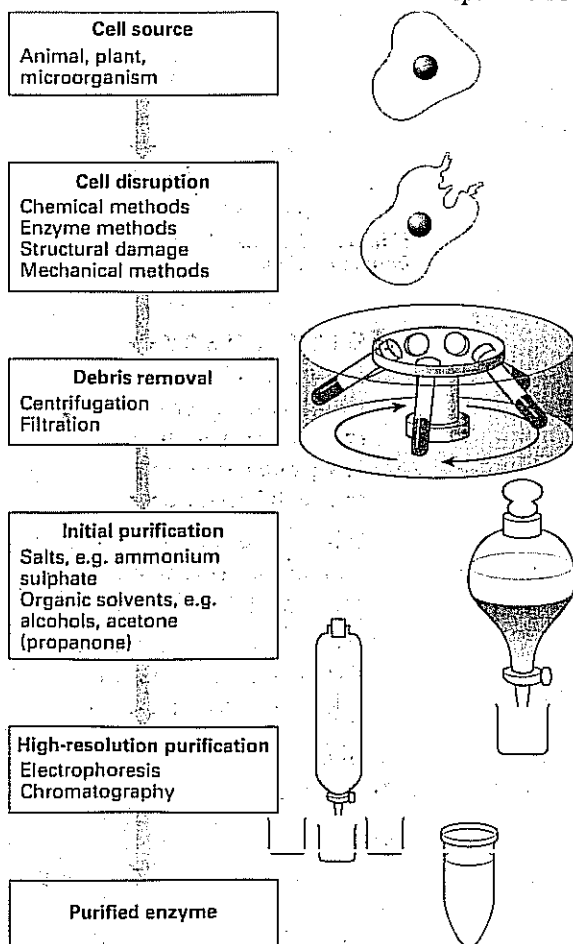 Cell source
Animal, plant,
microorganism
Cell disruption
Chemical methods
Enzyme methods
Structural damage
Mechanical methods
Debris removal
Centrifugation
Filtration
Initial purification
Salts, e.g. ammonium
sulphate
Organic solvents, e.g.
alcohols, acetone
(propanone)
High-resolution purification
Electrophoresis
Chromatography
Purified enzyme